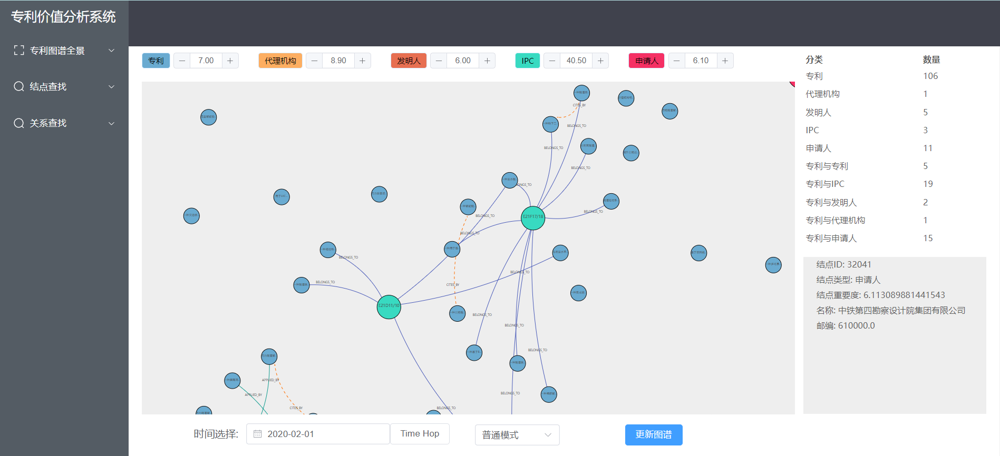 专利价值分析系统
专利图谱全景
结点查找
关系查找
专利 7.00 代理机构 8.90 发明人 6.00 IPC 40.50 申请人 6.10
CITES_BY
BELONGS_TO
BELONGS_TO
BELONGS_TO
BELONGS_TO
BELONGS_TO
E21F17/18
BELONGS_TO
BELONGS_TO
BELONGS_TO
BELONGS_TO
CITES_BY
BELONGS_TO
E21D11/10
BELONGS_TO
BELONGS_TO
BELONGS_TO
APPLIED_BY
APPLIED_BY
BELONGS_TO
CITES_BY
BELONGS_TO
时间选择: 2020-02-01 Time Hop 普通模式 更新图谱
分类 数量
专利 106
代理机构 1
发明人 5
IPC 3
申请人 11
专利与专利 5
专利与IPC 19
专利与发明人 2
专利与代理机构 1
专利与申请人 15
结点ID: 32041
结点类型: 申请人
结点重要度: 6.113089881441543
名称: 中铁第四勘察设计院集团有限公司
邮编: 610000.0